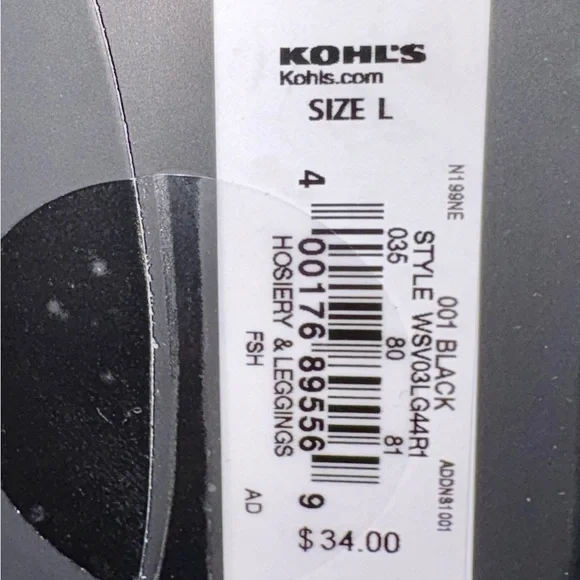 KOHL'S
Kohls.com
SIZE L
N199NE
001 BLACK
STYLE WSV03LG44R1
ADDN81001
035 80 81
4 00176 89556 9
HOSIERY & LEGGINGS
FSH
AD
$34.00